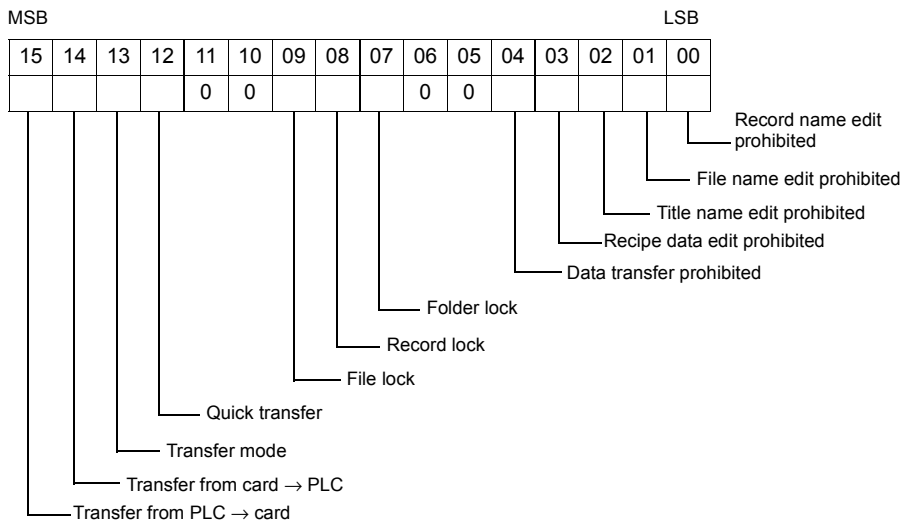 MSB LSB
15 14 13 12 11 10 09 08 07 06 05 04 03 02 01 00
0 0 0 0
Record name edit
prohibited
File name edit prohibited
Title name edit prohibited
Recipe data edit prohibited
Data transfer prohibited
Folder lock
Record lock
File lock
Quick transfer
Transfer mode
Transfer from card → PLC
Transfer from PLC → card